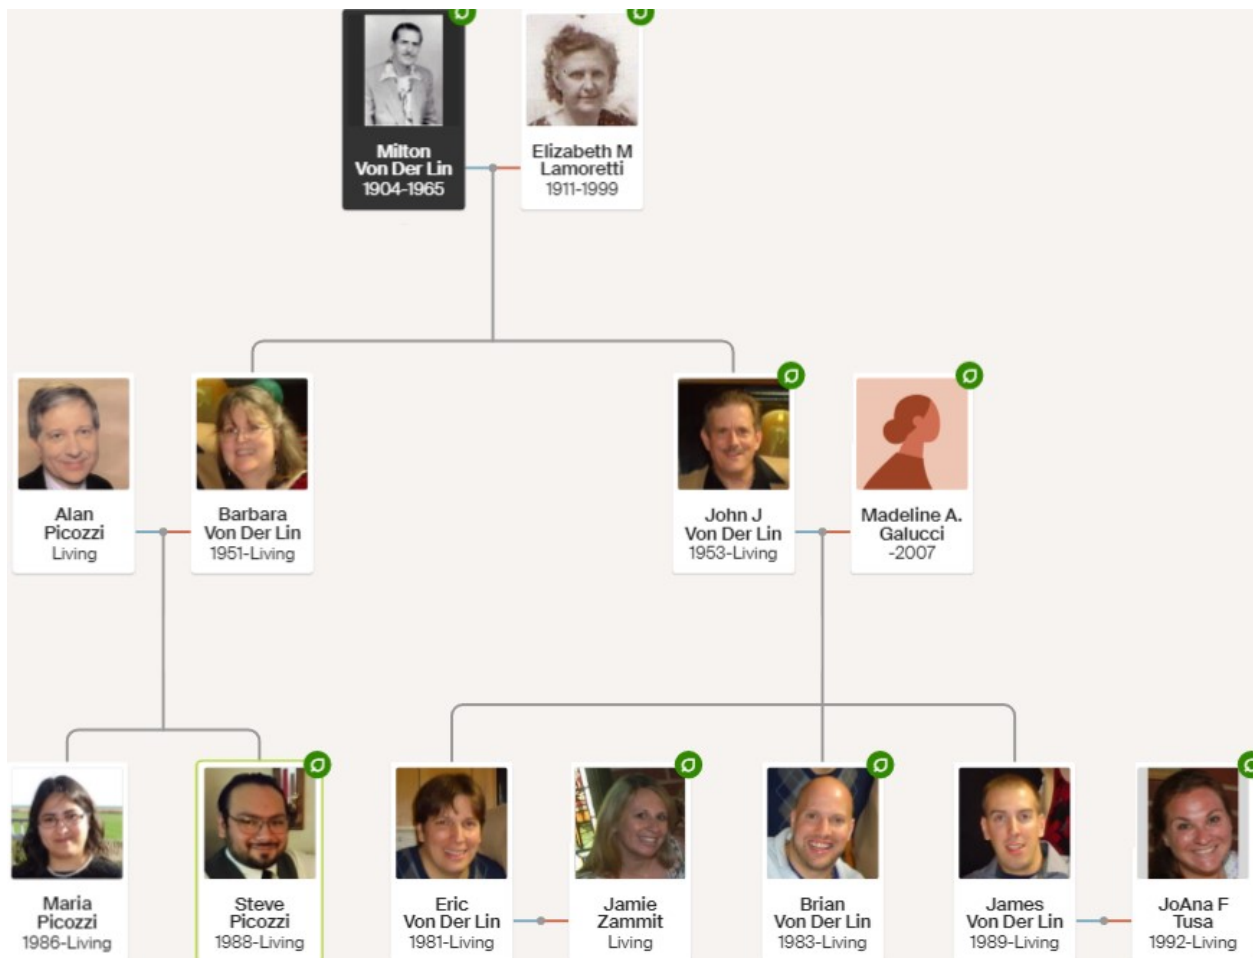 Milton
Von Der Lin
1904-1965
Elizabeth M
Lamoretti
1911-1999
Alan
Picozzi
Living
Barbara
Von Der Lin
1951-Living
John J
Von Der Lin
1953-Living
Madeline A.
Galucci
-2007
Maria
Picozzi
1986-Living
Steve
Picozzi
1988-Living
Eric
Von Der Lin
1981-Living
Jamie
Zammit
Living
Brian
Von Der Lin
1983-Living
James
Von Der Lin
1989-Living
JoAna F
Tusa
1992-Living